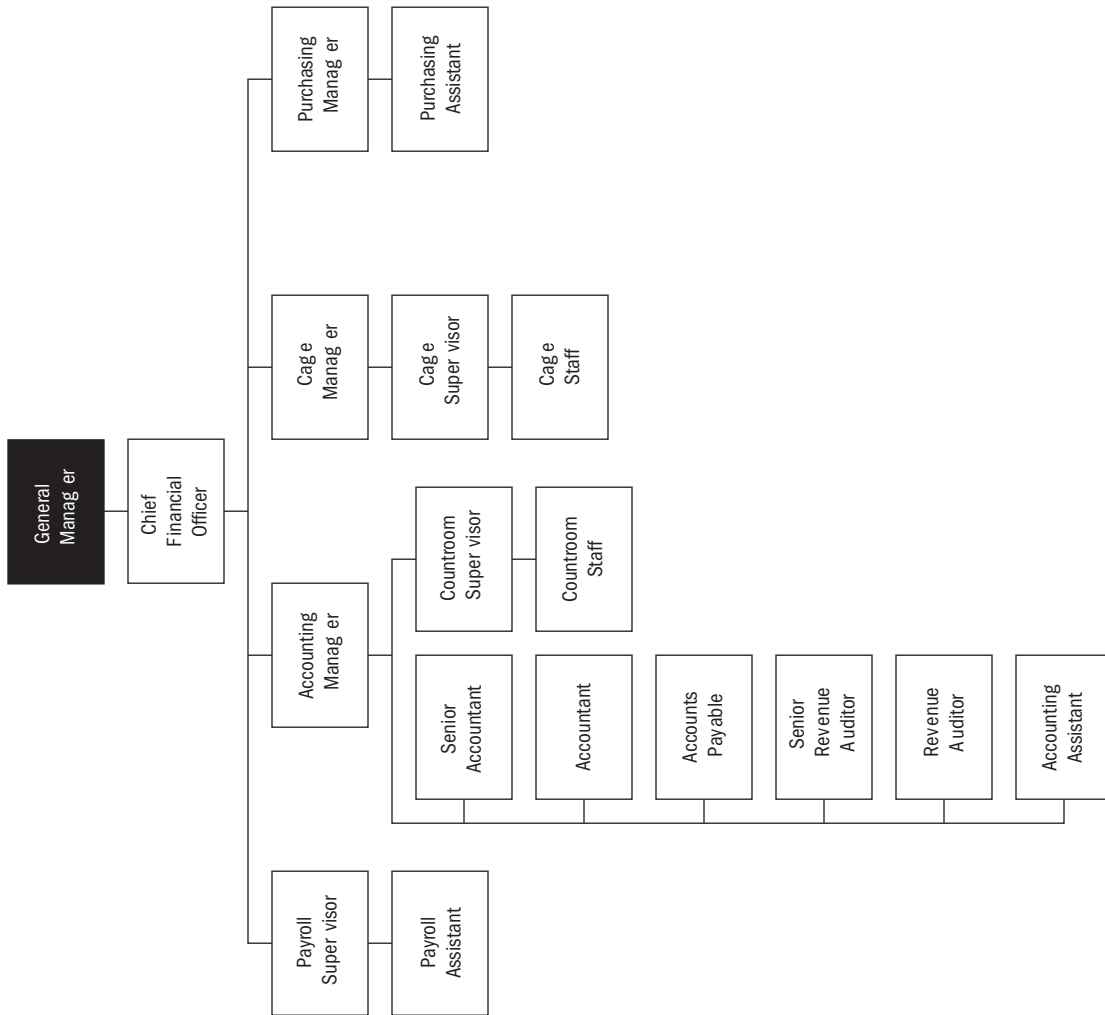 General
Manag er
Chief
Financial
Officer
Payroll
Super visor
Payroll
Assistant
Accounting
Manag er
Senior
Accountant
Accountant
Accounts
Payable
Senior
Revenue
Auditor
Revenue
Auditor
Accounting
Assistant
Countroom
Super visor
Countroom
Staff
Cag e
Manag er
Cag e
Super visor
Cag e
Staff
Purchasing
Manag er
Purchasing
Assistant